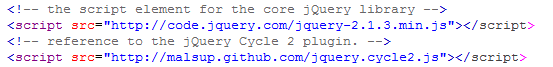 <!-- the script element for the core jQuery library -->
<script src="http://code.jquery.com/jquery-2.1.3.min.js"></script>
<!-- reference to the jQuery Cycle 2 plugin. -->
<script src="http://malsup.github.com/jquery.cycle2.js"></script>